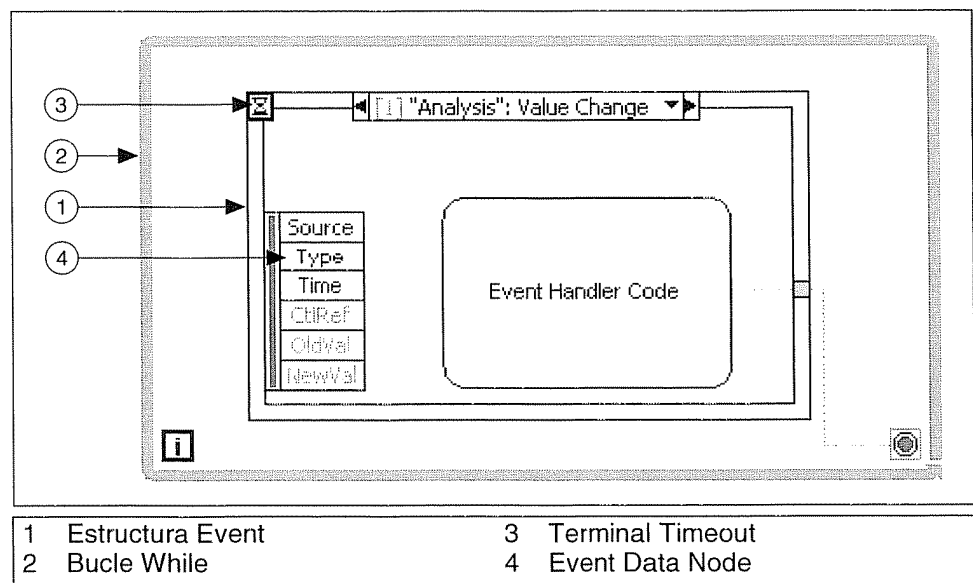 3
[1] "Analysis": Value Change
2
1
Source
4
Type
Time
Event Handler Code
CtlRef
OldVal
NewVal
i
1 Estructura Event
3 Terminal Timeout
2 Bucle While
4 Event Data Node